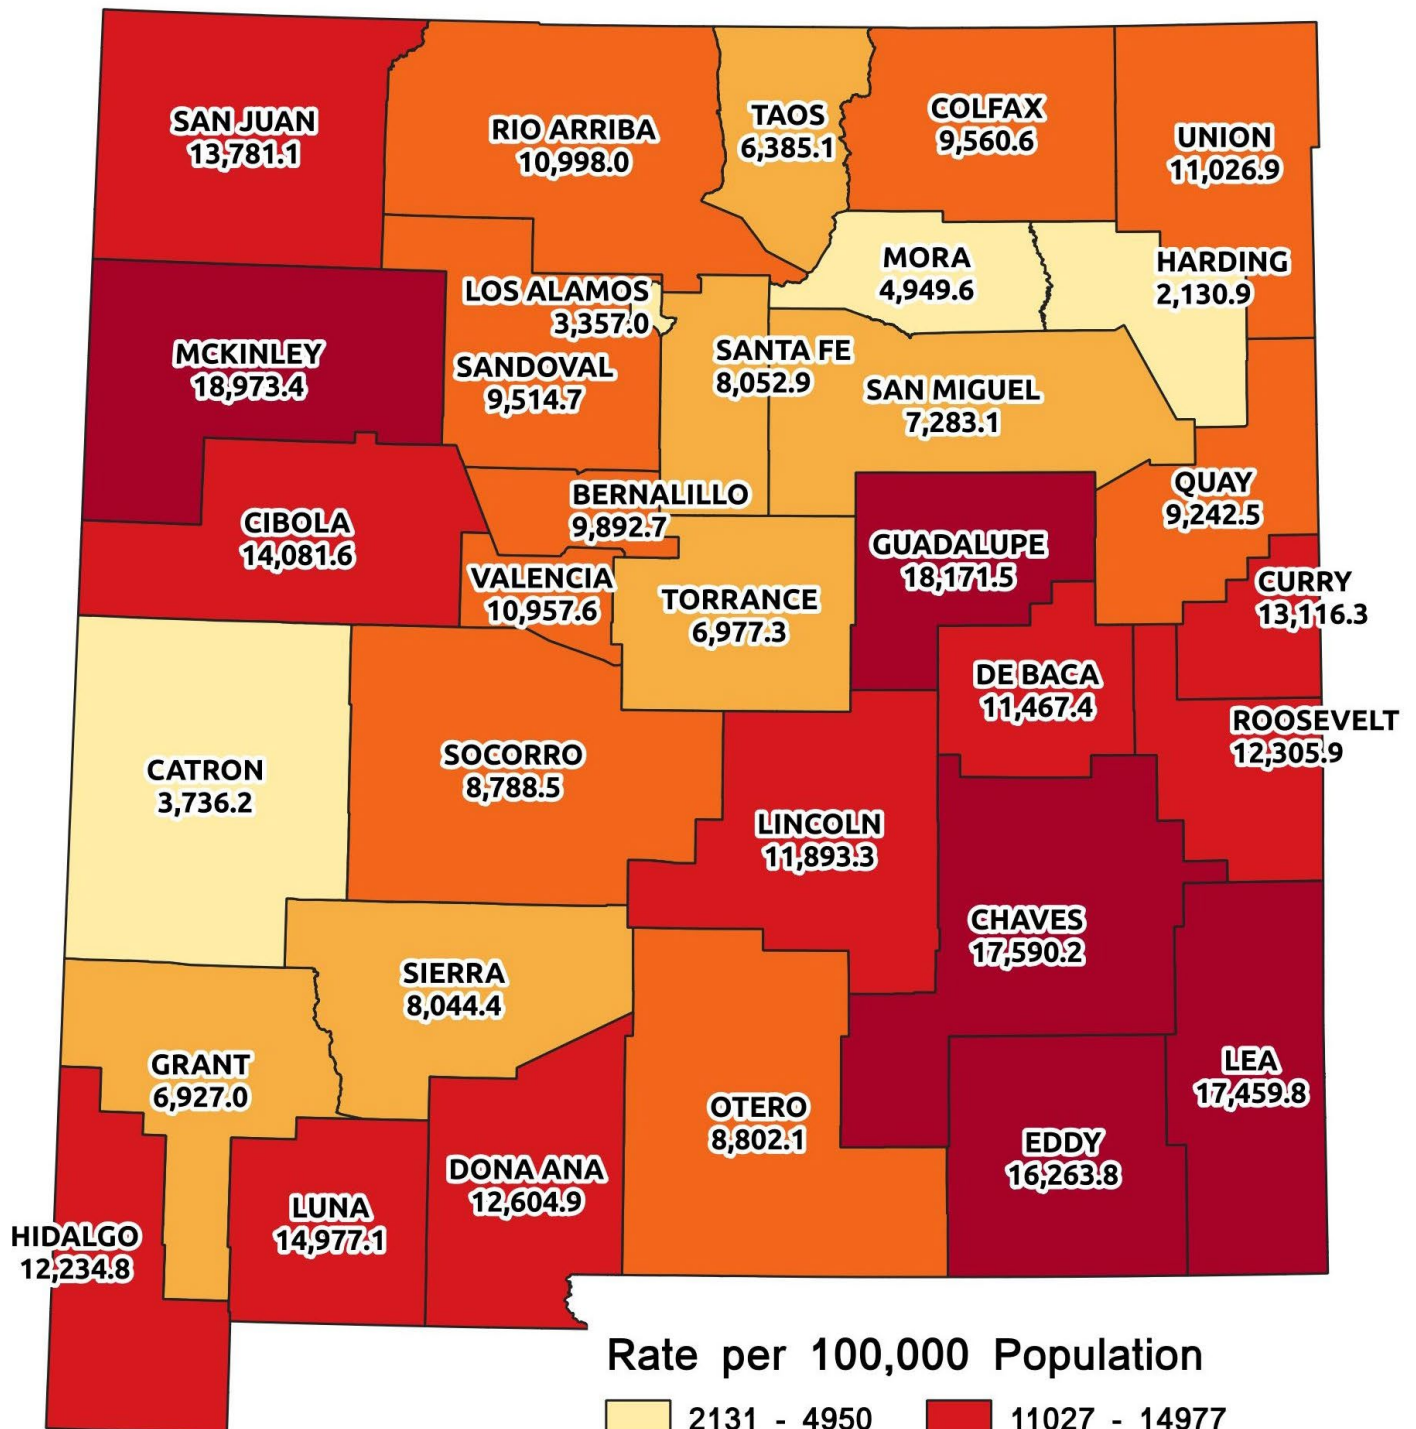 SAN JUAN
13,781.1
RIO ARRIBA
10,998.0
TAOS
6,385.1
COLFAX
9,560.6
UNION
11,026.9
MORA
4,949.6
HARDING
2,130.9
LOS ALAMOS
3,357.0
MCKINLEY
18,973.4
SANDOVAL
9,514.7
SANTA FE
8,052.9
SAN MIGUEL
7,283.1
QUAY
9,242.5
BERNALILLO
9,892.7
CIBOLA
14,081.6
GUADALUPE
18,171.5
VALENCIA
10,957.6
TORRANCE
6,977.3
CURRY
13,116.3
DE BACA
11,467.4
ROOSEVELT
12,305.9
CATRON
3,736.2
SOCORRO
8,788.5
LINCOLN
11,893.3
CHAVES
17,590.2
SIERRA
8,044.4
GRANT
6,927.0
LEA
17,459.8
OTERO
8,802.1
EDDY
16,263.8
DONA ANA
12,604.9
LUNA
14,977.1
HIDALGO
12,234.8
Rate per 100,000 Population
2131 - 4950
11027 - 14977